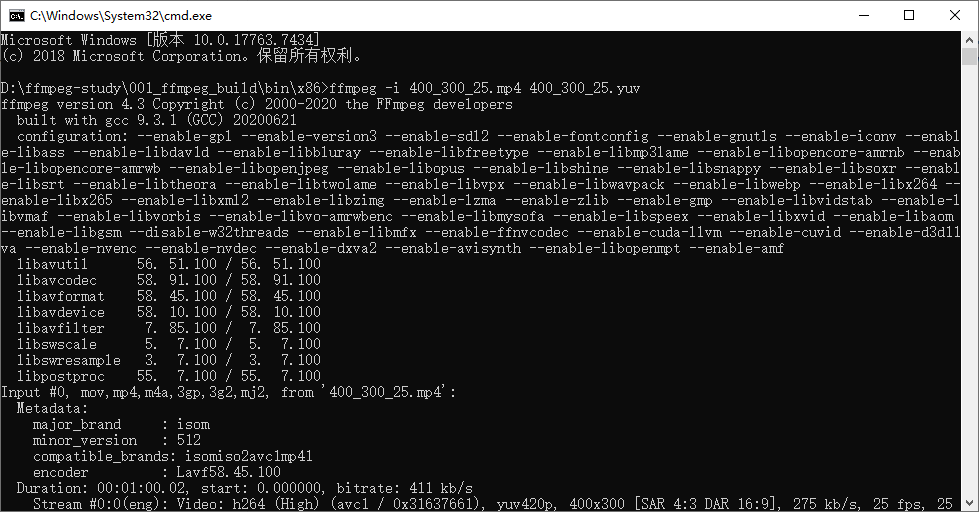 C:\Windows\System32\cmd.exe
Microsoft Windows [版本 10.0.17763.7434]
(c) 2018 Microsoft Corporation。保留所有权利。
D:\ffmpeg-study\001_ffmpeg_build\bin\x86>ffmpeg -i 400_300_25.mp4 400_300_25.yuv
ffmpeg version 4.3 Copyright (c) 2000-2020 the FFmpeg developers
  built with gcc 9.3.1 (GCC) 20200621
  configuration: --enable-gpl --enable-version3 --enable-sdl2 --enable-fontconfig --enable-gnutls --enable-iconv --enabl
e-libass --enable-libdav1d --enable-libbluray --enable-libfreetype --enable-libmp3lame --enable-libopencore-amrnb --enab
le-libopencore-amrwb --enable-libopenjpeg --enable-libopus --enable-libshine --enable-libsnappy --enable-libsoxr --enabl
e-libsrt --enable-libtheora --enable-libtwolame --enable-libvpx --enable-libwavpack --enable-libwebp --enable-libx264 --
enable-libx265 --enable-libxml2 --enable-libzimg --enable-lzma --enable-zlib --enable-gmp --enable-libvidstab --enable-l
ibvmaf --enable-libvorbis --enable-libvo-amrwbenc --enable-libmysofa --enable-libspeex --enable-libxvid --enable-libaom
--enable-libgsm --disable-w32threads --enable-libmfx --enable-ffnvcodec --enable-cuda-llvm --enable-cuvid --enable-d3d11
va --enable-nvenc --enable-nvdec --enable-dxva2 --enable-avisynth --enable-libopenmpt --enable-amf
  libavutil      56. 51.100 / 56. 51.100
  libavcodec     58. 91.100 / 58. 91.100
  libavformat    58. 45.100 / 58. 45.100
  libavdevice    58. 10.100 / 58. 10.100
  libavfilter     7. 85.100 /  7. 85.100
  libswscale      5.  7.100 /  5.  7.100
  libswresample   3.  7.100 /  3.  7.100
  libpostproc    55.  7.100 / 55.  7.100
Input #0, mov,mp4,m4a,3gp,3g2,mj2, from '400_300_25.mp4':
  Metadata:
    major_brand     : isom
    minor_version   : 512
    compatible_brands: isomiso2avc1mp41
    encoder         : Lavf58.45.100
  Duration: 00:01:00.02, start: 0.000000, bitrate: 411 kb/s
    Stream #0:0(eng): Video: h264 (High) (avc1 / 0x31637661), yuv420p, 400x300 [SAR 4:3 DAR 16:9], 275 kb/s, 25 fps, 25